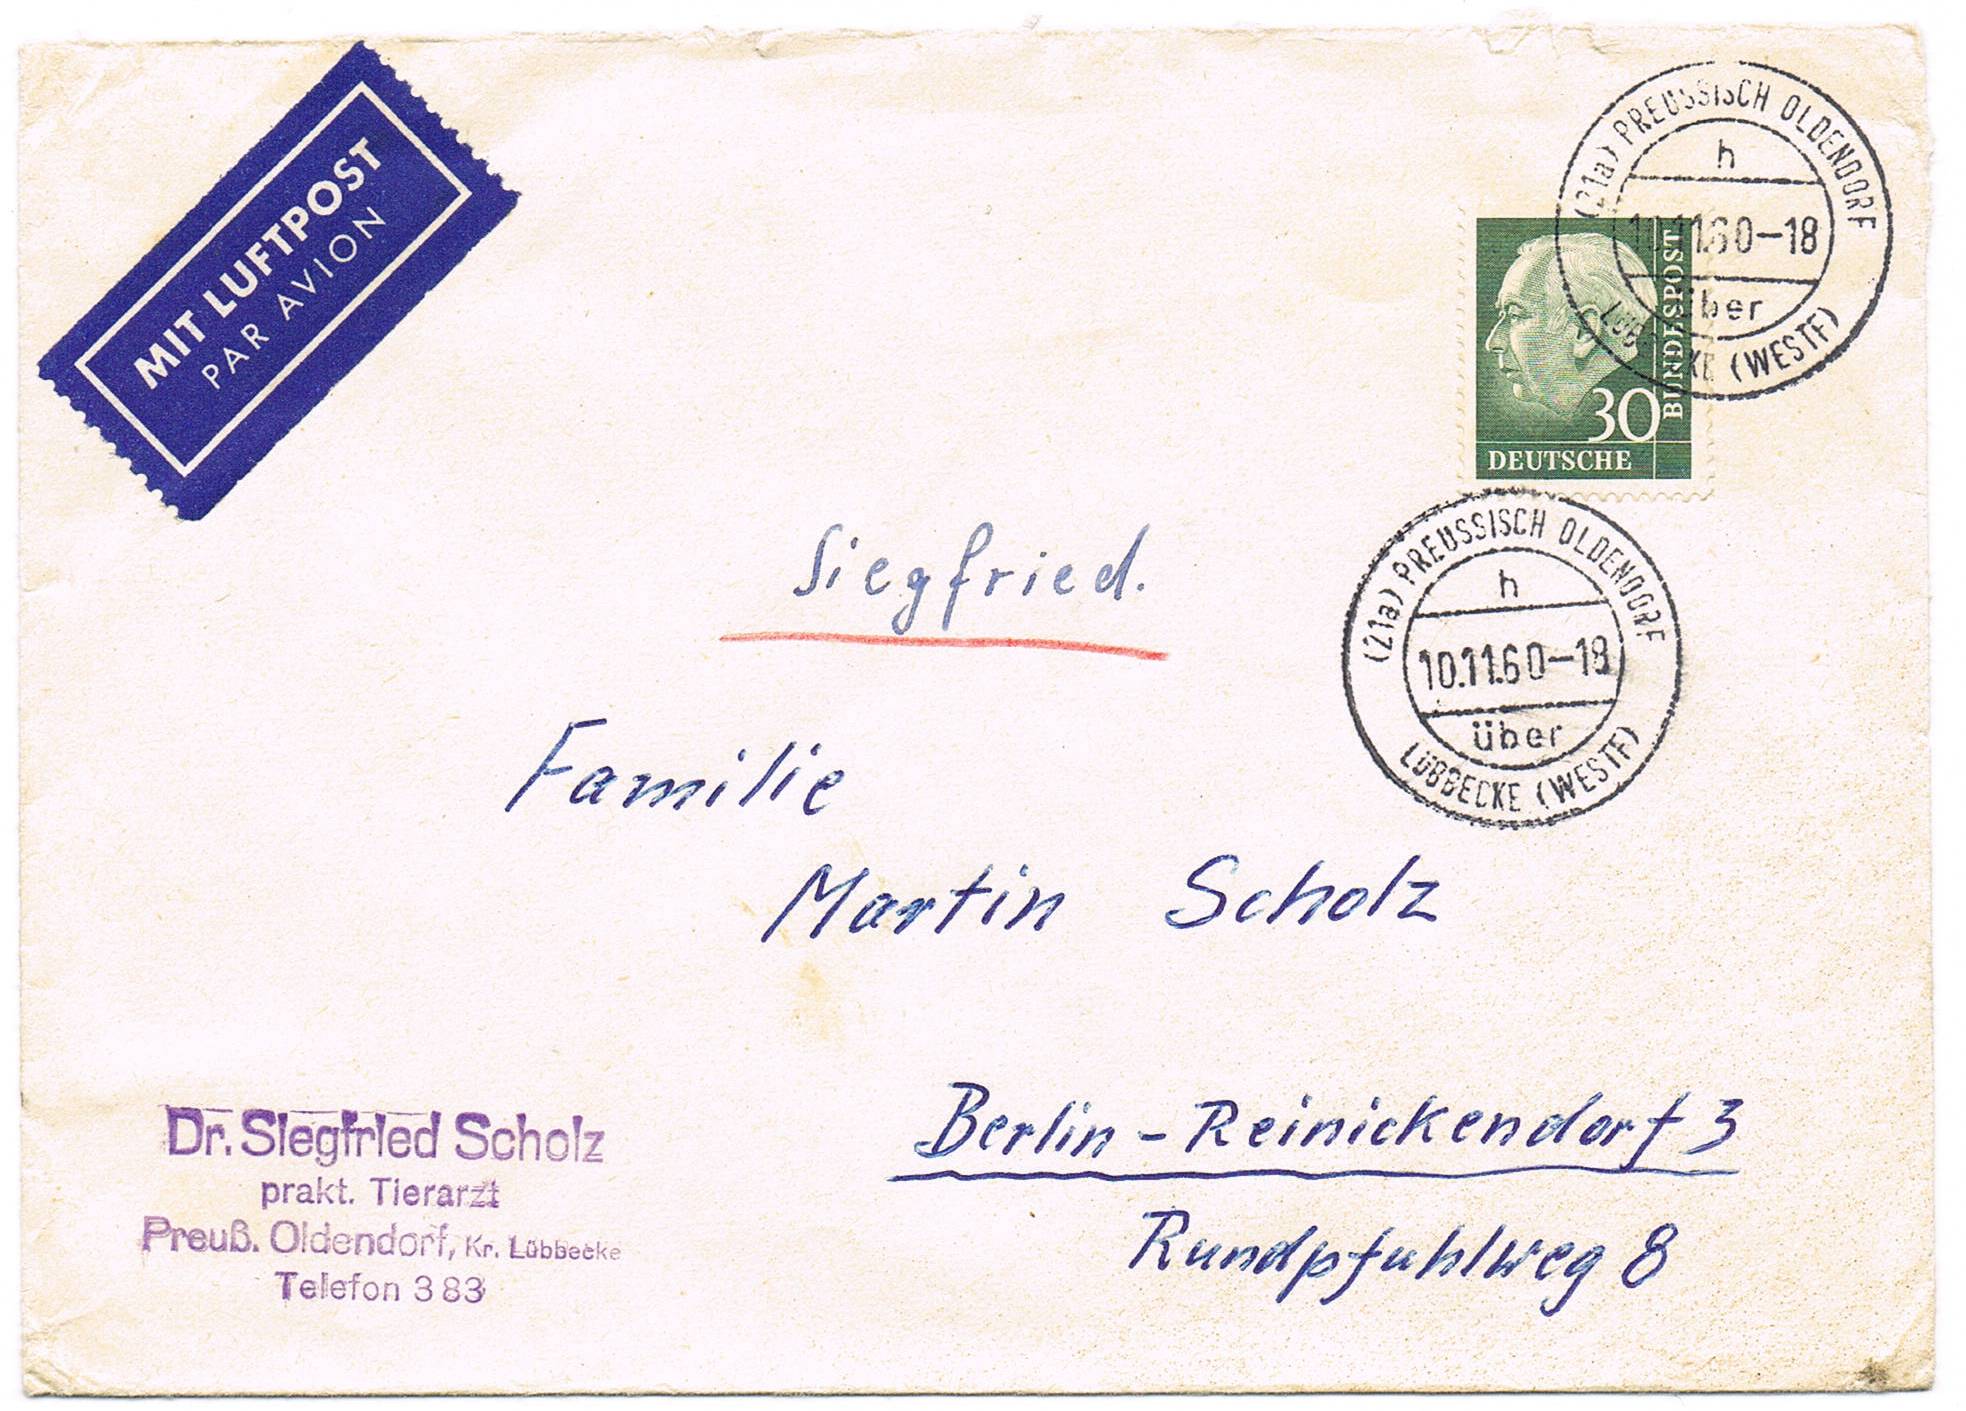 MIT LUFTPOST
PAR AVION
(21a) PREUSSISCH OLDENDORF
h
10.11.60-18
über
LÜBBECKE (WESTF)
30
DEUTSCHE
BUNDESPOST
(21a) PREUSSISCH OLDENDORF
h
10.11.60-18
über
LÜBBECKE (WESTF)
Siegfried.
Familie
Martin Scholz
Berlin-Reinickendorf 3
Rundpfuhlweg 8
Dr. Siegfried Scholz
prakt. Tierarzt
Preuß. Oldendorf, Kr. Lübbecke
Telefon 383